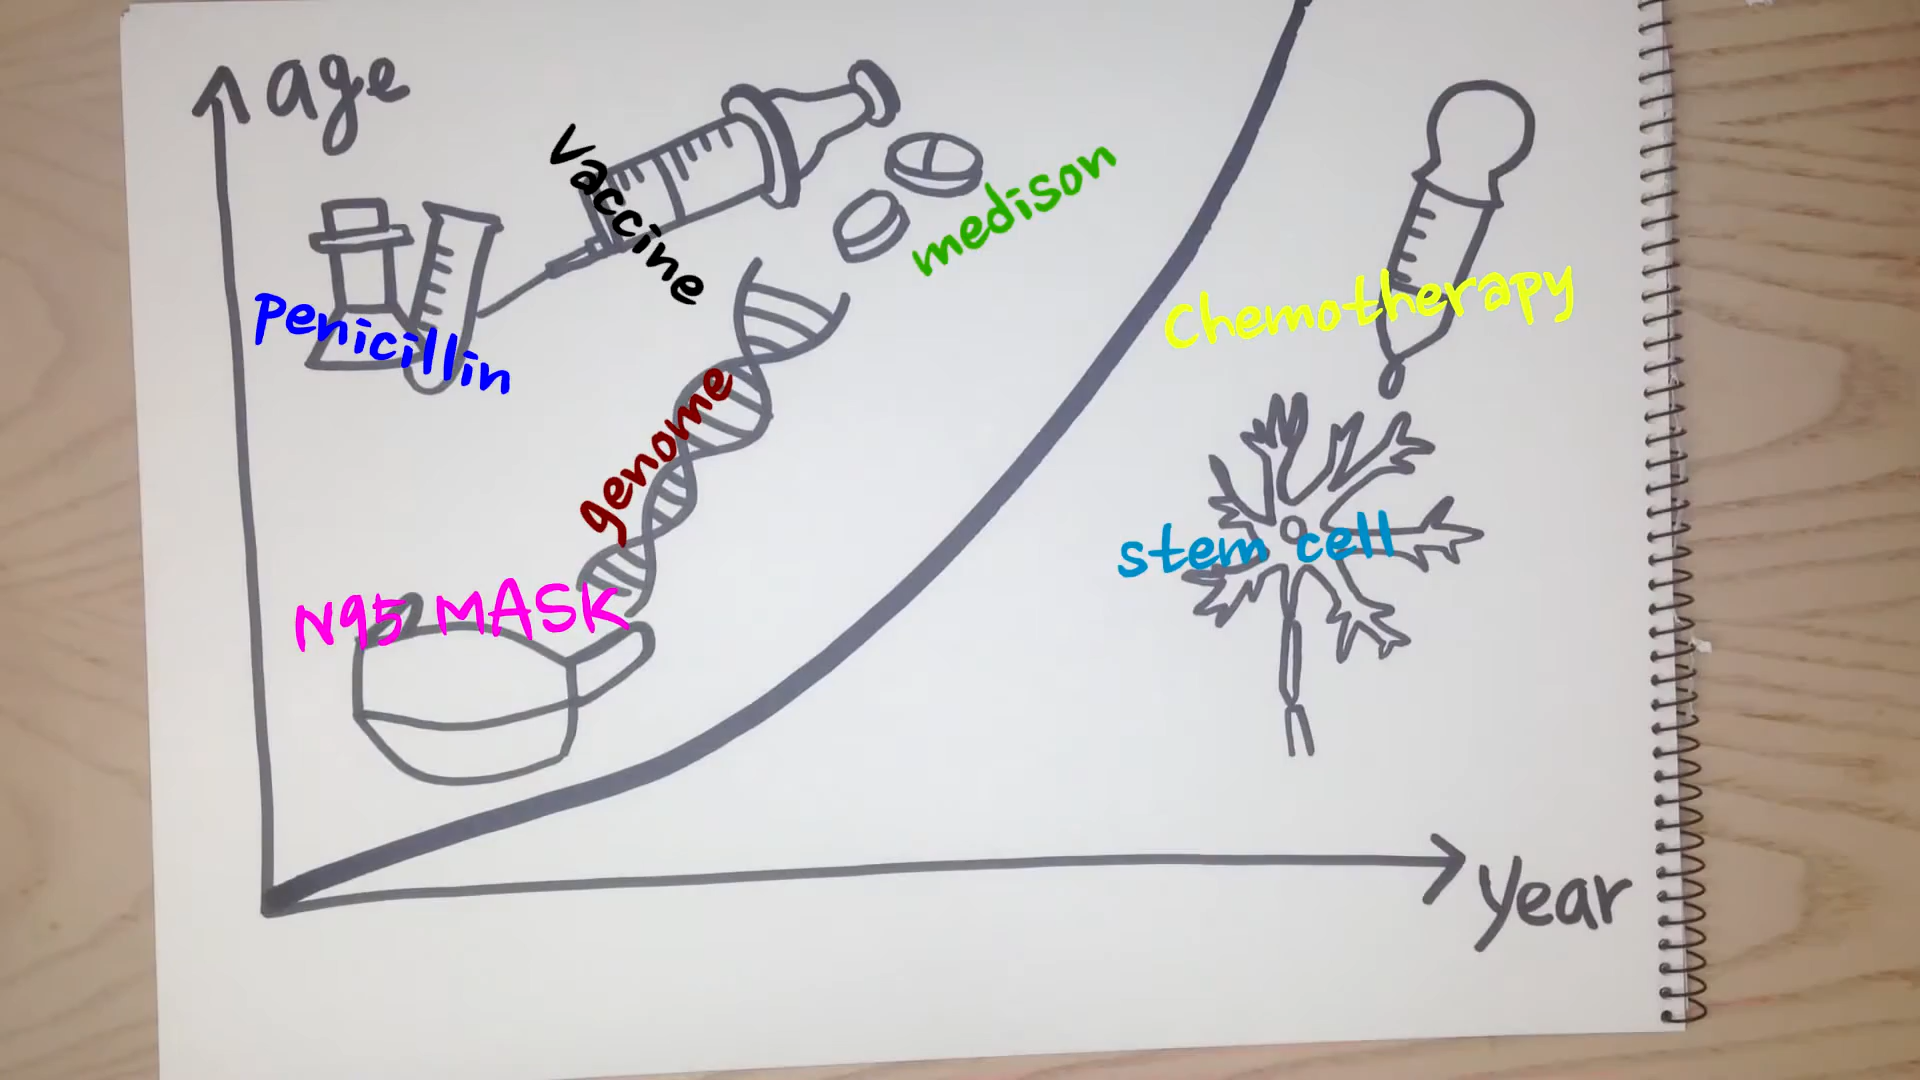 age
Vaccine
medison
Penicillin
Chemotherapy
genome
stem cell
N95 MASK
year